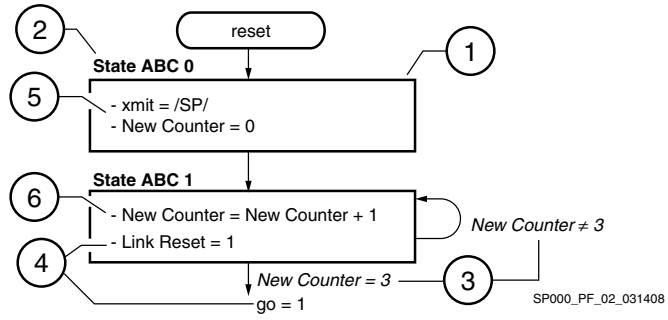 2
reset
1
State ABC 0
5
- xmit = /SP/
- New Counter = 0
State ABC 1
6
- New Counter = New Counter + 1
New Counter ≠ 3
- Link Reset = 1
4
New Counter = 3
3
go = 1
SP000_PF_02_031408